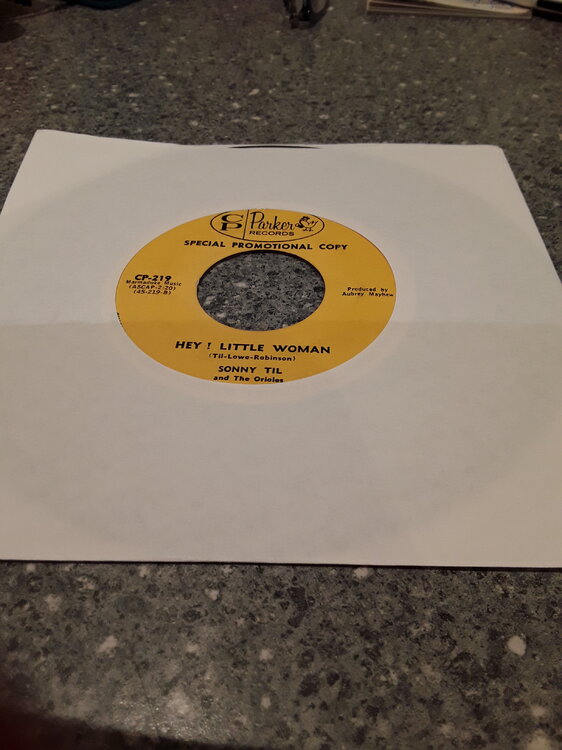 CP Parker
RECORDS
SPECIAL PROMOTIONAL COPY
CP-219
Marmaduke Music
(ASCAP-2:20)
(45-219-B)
Produced by
Aubrey Mayhew
HEY! LITTLE WOMAN
(Til-Lowe-Robinson)
SONNY TIL
and The Orioles